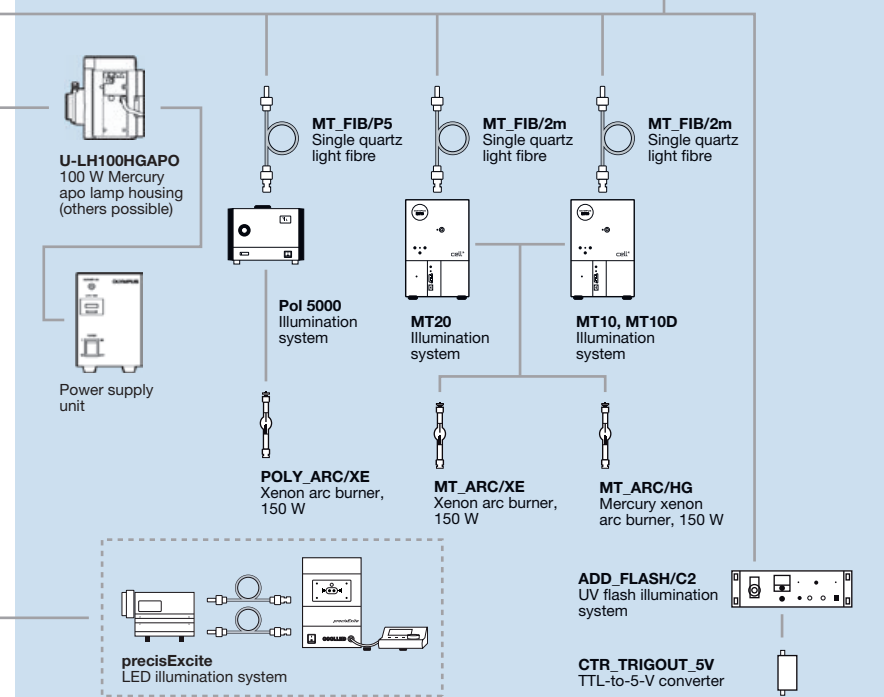 MT_FIB/P5
Single quartz
light fibre
MT_FIB/2m
Single quartz
light fibre
MT_FIB/2m
Single quartz
light fibre
U-LH100HGAPO
100 W Mercury
apo lamp housing
(others possible)
cell*
cell*
OLYMPUS
Pol 5000
Illumination
system
MT20
Illumination
system
MT10, MT10D
Illumination
system
Power supply
unit
POLY_ARC/XE
Xenon arc burner,
150 W
MT_ARC/XE
Xenon arc burner,
150 W
MT_ARC/HG
Mercury xenon
arc burner, 150 W
precisExcite
COOLLED
precisExcite
LED illumination system
ADD_FLASH/C2
UV flash illumination
system
CTR_TRIGOUT_5V
TTL-to-5-V converter